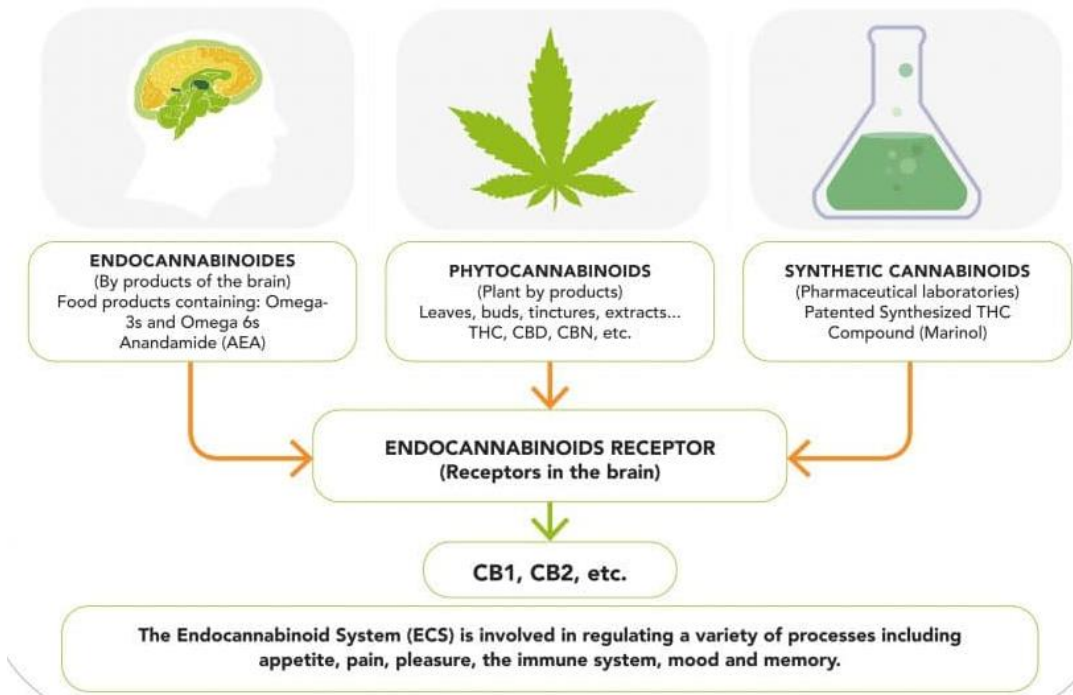 ENDOCANNABINOIDES
(By products of the brain)
Food products containing: Omega-
3s and Omega 6s
Anandamide (AEA)
PHYTOCANNABINOIDS
(Plant by products)
Leaves, buds, tinctures, extracts...
THC, CBD, CBN, etc.
SYNTHETIC CANNABINOIDS
(Pharmaceutical laboratories)
Patented Synthesized THC
Compound (Marinol)
ENDOCANNABINOIDS RECEPTOR
(Receptors in the brain)
CB1, CB2, etc.
The Endocannabinoid System (ECS) is involved in regulating a variety of processes including
appetite, pain, pleasure, the immune system, mood and memory.